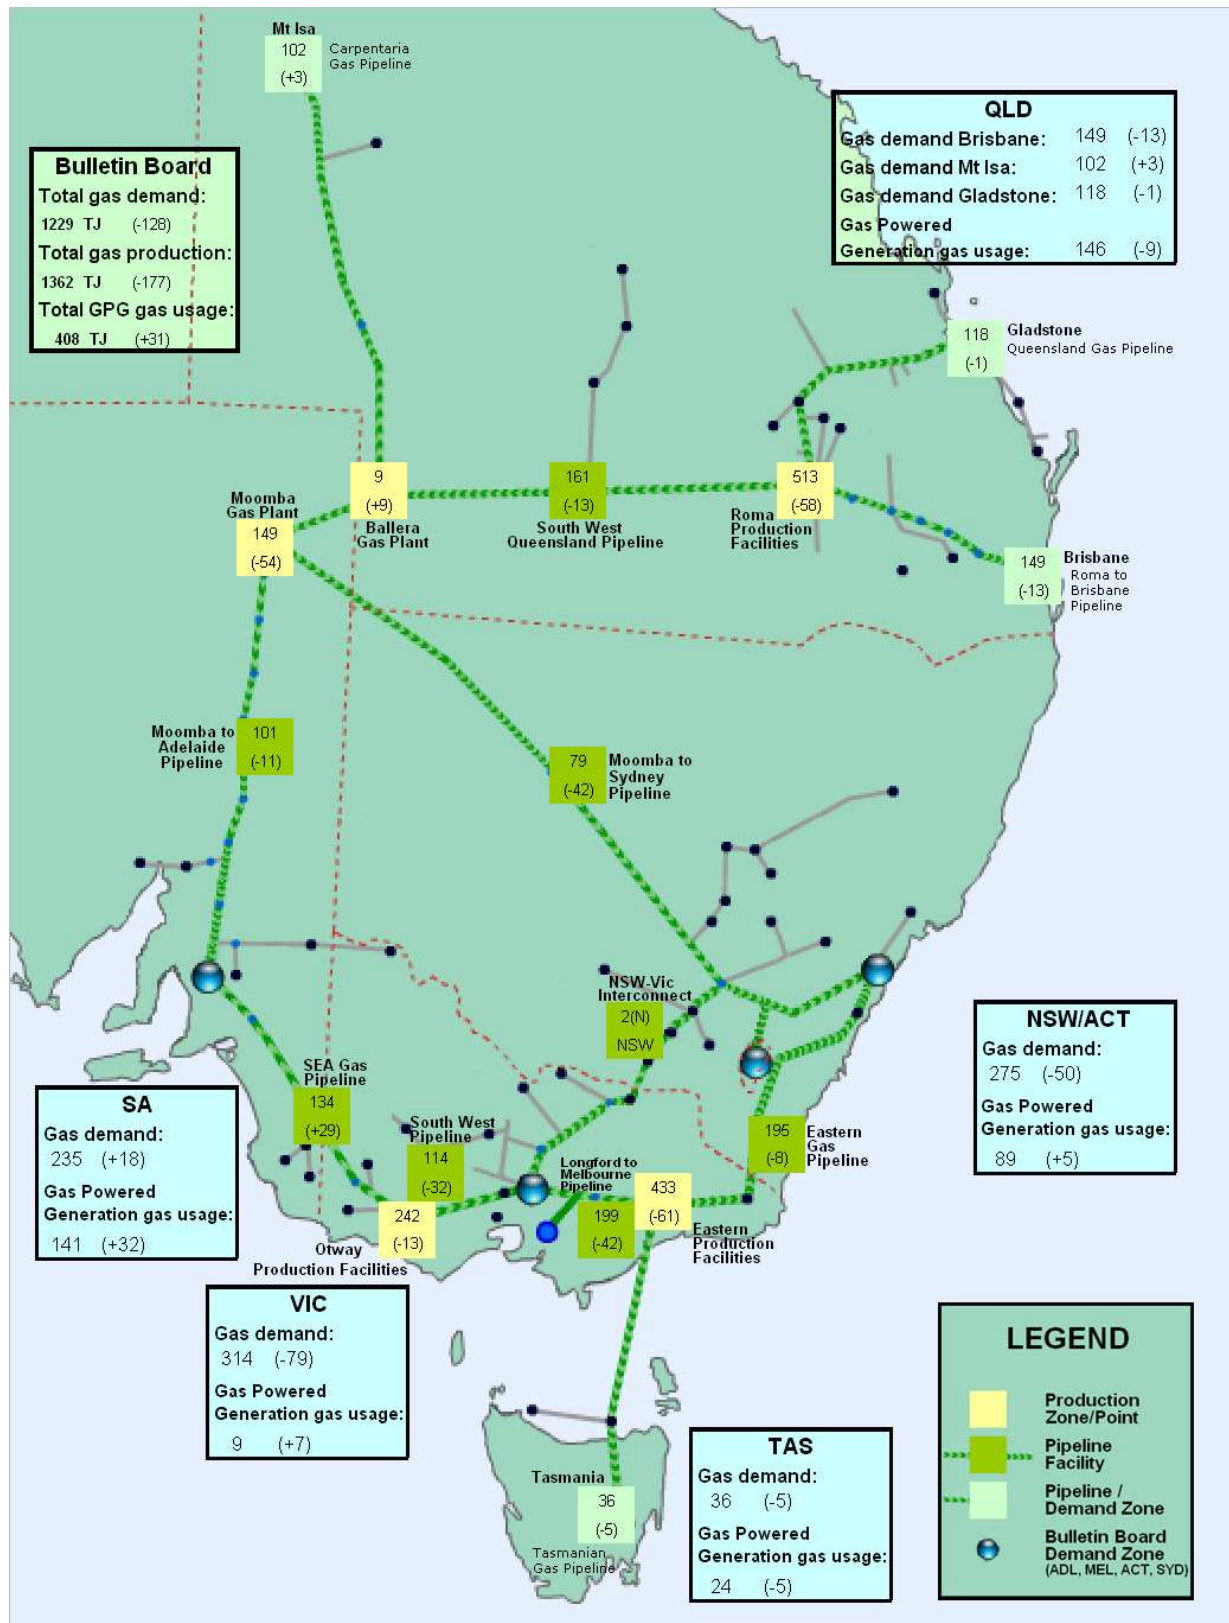 Mt Isa
102
(+3)
Carpentaria
Gas Pipeline
QLD
Gas demand Brisbane: 149 (-13)
Gas demand Mt Isa: 102 (+3)
Gas demand Gladstone: 118 (-1)
Gas Powered
Generation gas usage: 146 (-9)
Bulletin Board
Total gas demand:
1229 TJ (-128)
Total gas production:
1362 TJ (-177)
Total GPG gas usage:
408 TJ (+31)
118
(-1)
Gladstone
Queensland Gas Pipeline
9
(+9)
Ballera
Gas Plant
161
(-13)
South West
Queensland Pipeline
513
(-58)
Roma
Production
Facilities
Moomba
Gas Plant
149
(-54)
149
(-13)
Brisbane
Roma to
Brisbane
Pipeline
Moomba to
Adelaide
Pipeline
101
(-11)
79
(-42)
Moomba to
Sydney
Pipeline
NSW-Vic
Interconnect
2(N)
NSW
NSW/ACT
Gas demand:
275 (-50)
Gas Powered
Generation gas usage:
89 (+5)
SEA Gas
Pipeline
134
(+29)
SA
Gas demand:
235 (+18)
Gas Powered
Generation gas usage:
141 (+32)
South West
Pipeline
114
(-32)
Longford to
Melbourne
Pipeline
199
(-42)
433
(-61)
Eastern
Production
Facilities
195
(-8)
Eastern
Gas
Pipeline
242
(-13)
Otway
Production Facilities
VIC
Gas demand:
314 (-79)
Gas Powered
Generation gas usage:
9 (+7)
Tasmania
36
(-5)
Tasmanian
Gas Pipeline
TAS
Gas demand:
36 (-5)
Gas Powered
Generation gas usage:
24 (-5)
LEGEND
Production
Zone/Point
Pipeline
Facility
Pipeline /
Demand Zone
Bulletin Board
Demand Zone
(ADL, MEL, ACT, SYD)